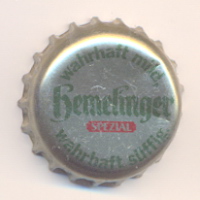 wahrhaft mild
Hemelinger
SPEZIAL
wahrhaft süffig